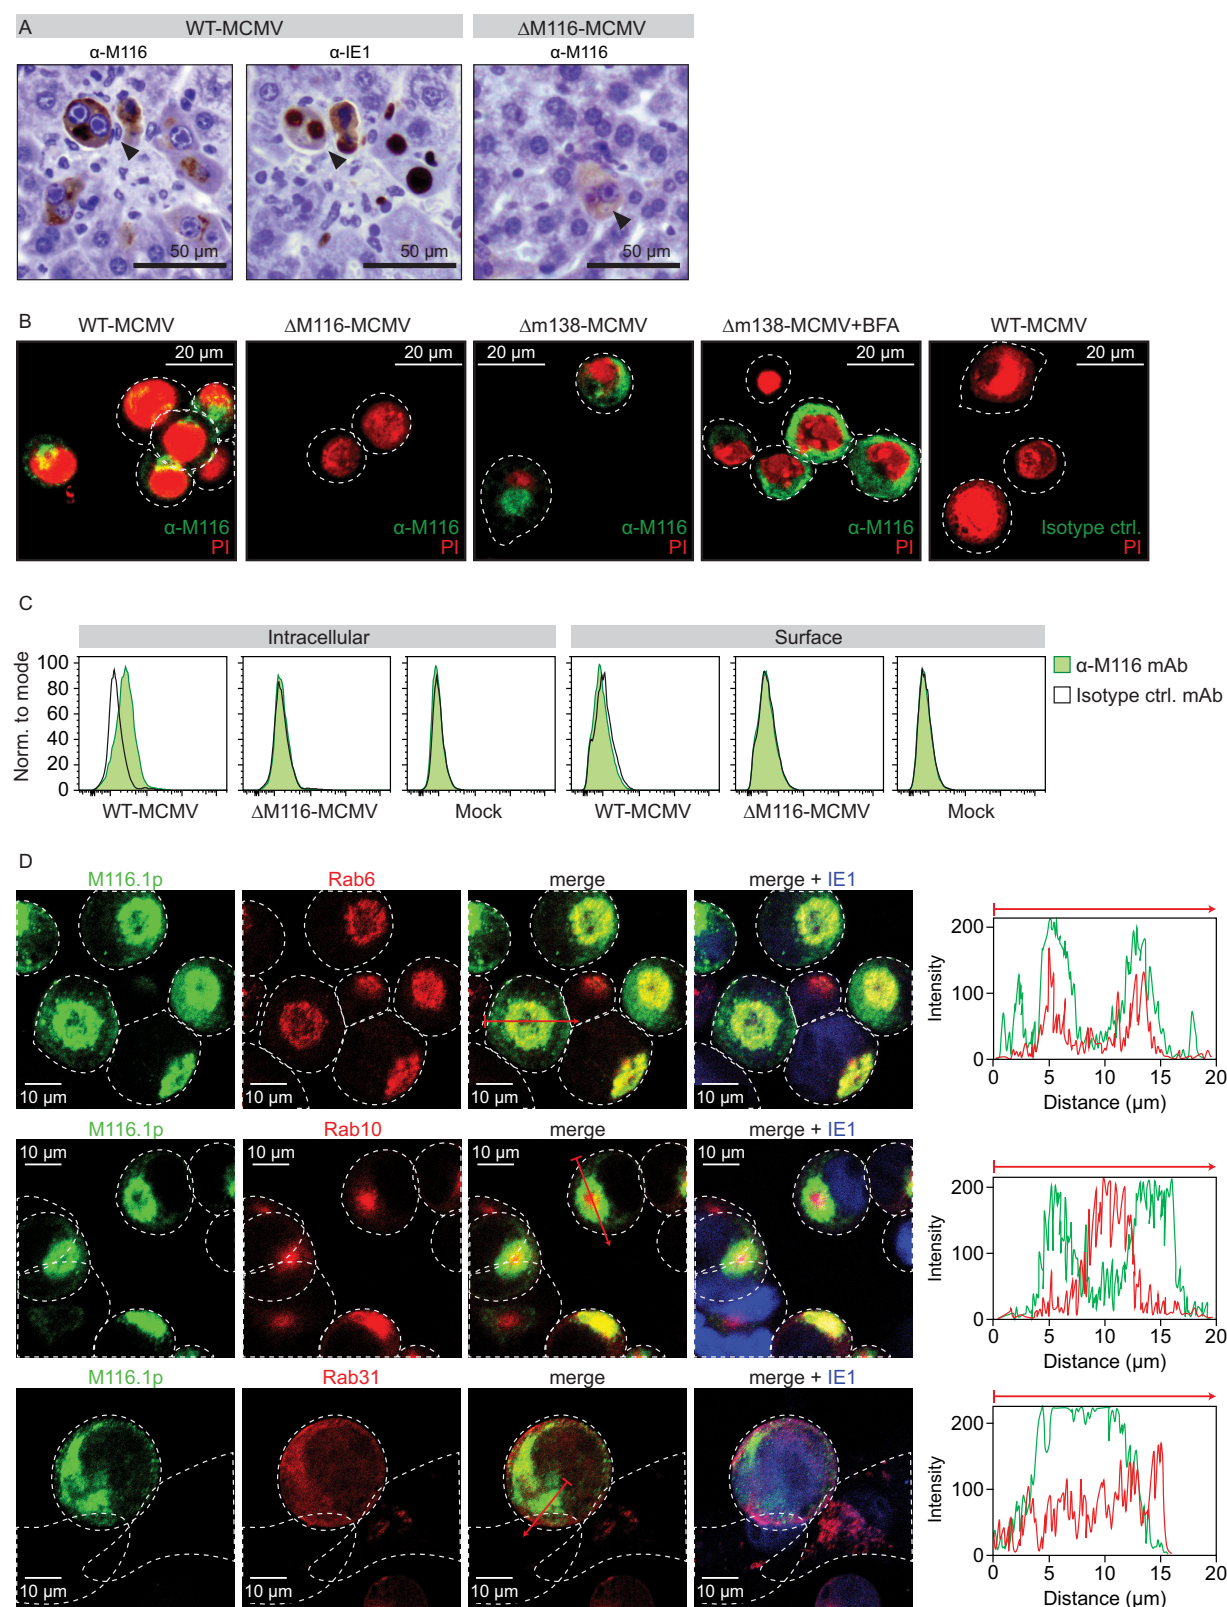 A
WT-MCMV
ΔM116-MCMV
α-M116
α-IE1
α-M116
50 µm
50 µm
50 µm
B
WT-MCMV
ΔM116-MCMV
Δm138-MCMV
Δm138-MCMV+BFA
WT-MCMV
20 µm
20 µm
20 µm
20 µm
20 µm
α-M116
PI
α-M116
PI
α-M116
PI
α-M116
PI
Isotype ctrl.
PI
C
Intracellular
Surface
Norm. to mode
100
80
60
40
20
0
WT-MCMV
ΔM116-MCMV
Mock
WT-MCMV
ΔM116-MCMV
Mock
α-M116 mAb
Isotype ctrl. mAb
D
M116.1p
Rab6
merge
merge + IE1
10 µm
10 µm
10 µm
10 µm
Intensity
200
100
0
0 5 10 15 20
Distance (µm)
M116.1p
Rab10
merge
merge + IE1
10 µm
10 µm
10 µm
10 µm
Intensity
200
100
0
0 5 10 15 20
Distance (µm)
M116.1p
Rab31
merge
merge + IE1
10 µm
10 µm
10 µm
10 µm
Intensity
200
100
0
0 5 10 15 20
Distance (µm)